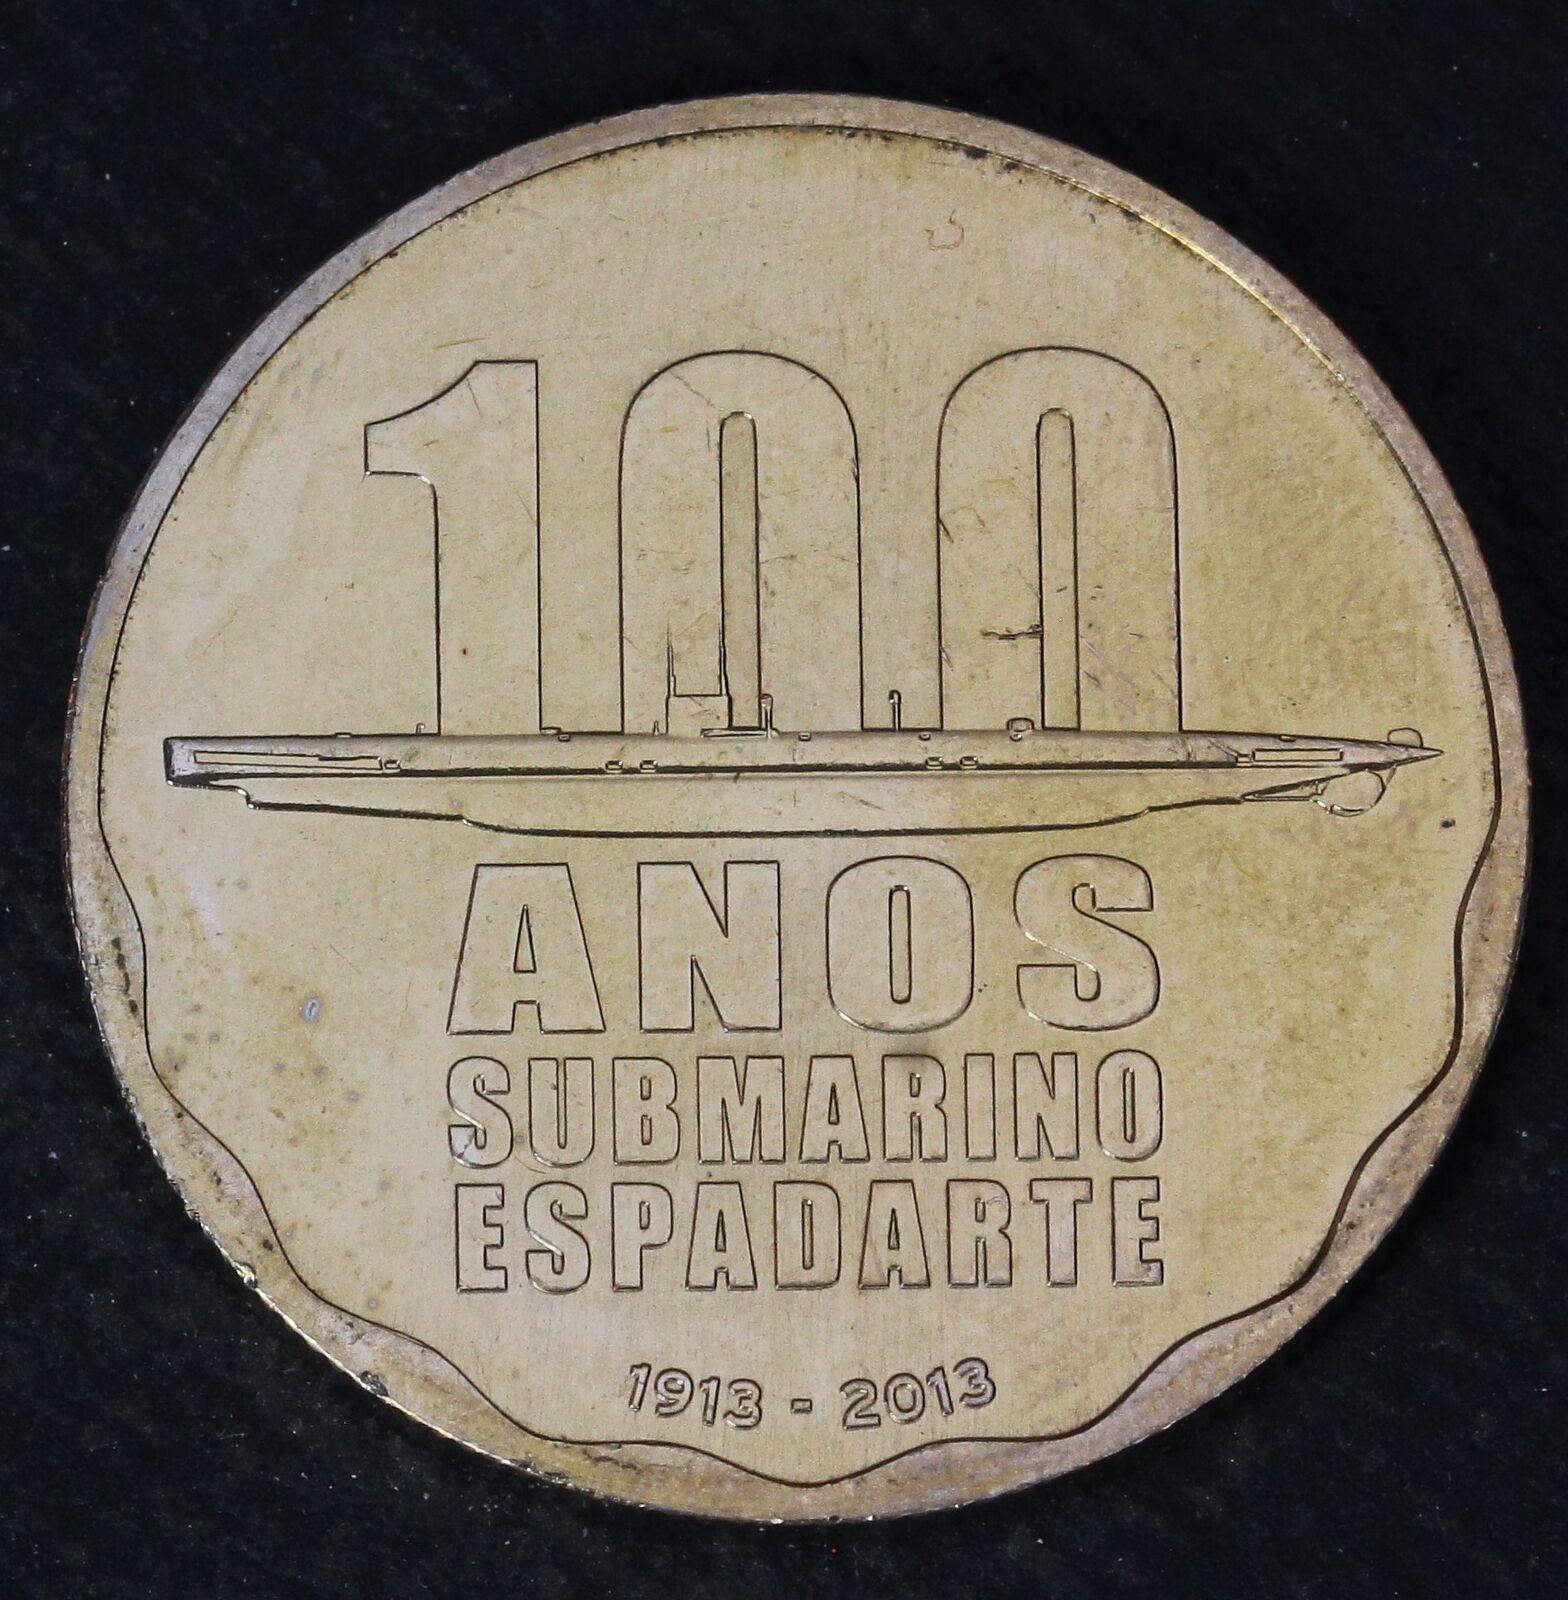 100
ANOS
SUBMARINO
ESPADARTE
1913 - 2013